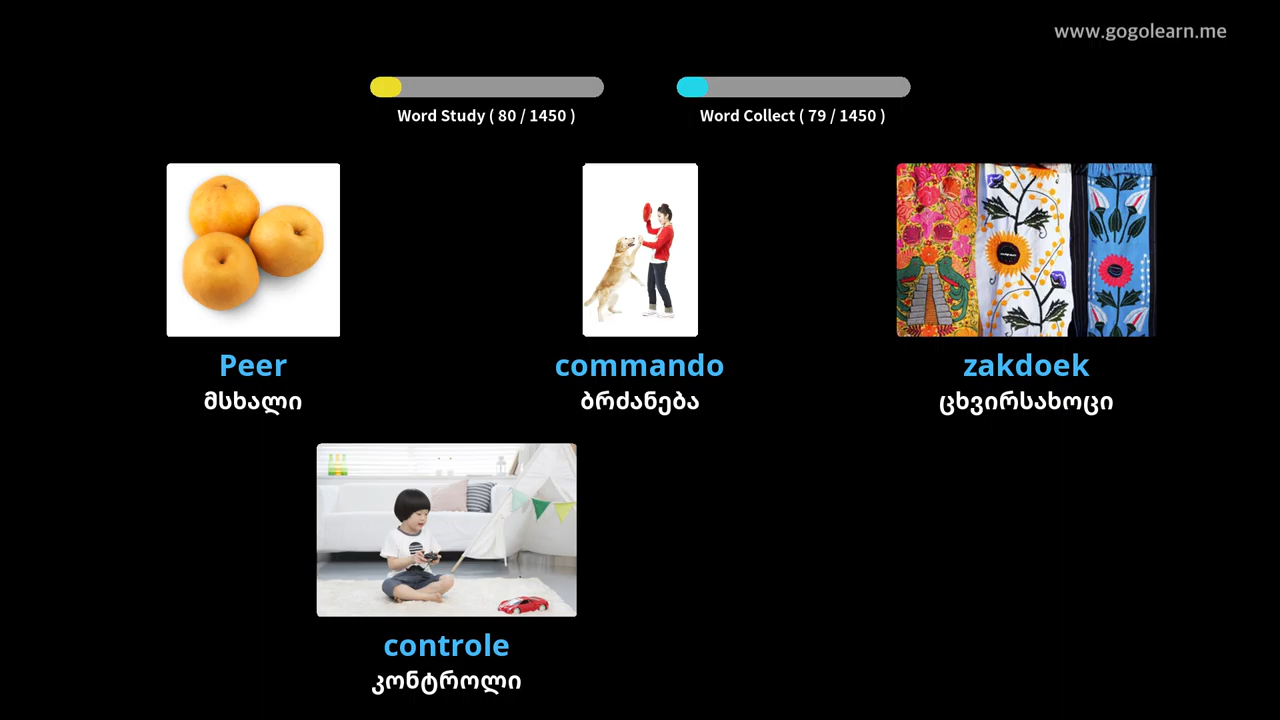 www.gogolearn.me
Word Study ( 80 / 1450 )
Word Collect ( 79 / 1450 )
Peer
მსხალი
commando
ბრძანება
zakdoek
ცხვირსახოცი
controle
კონტროლი